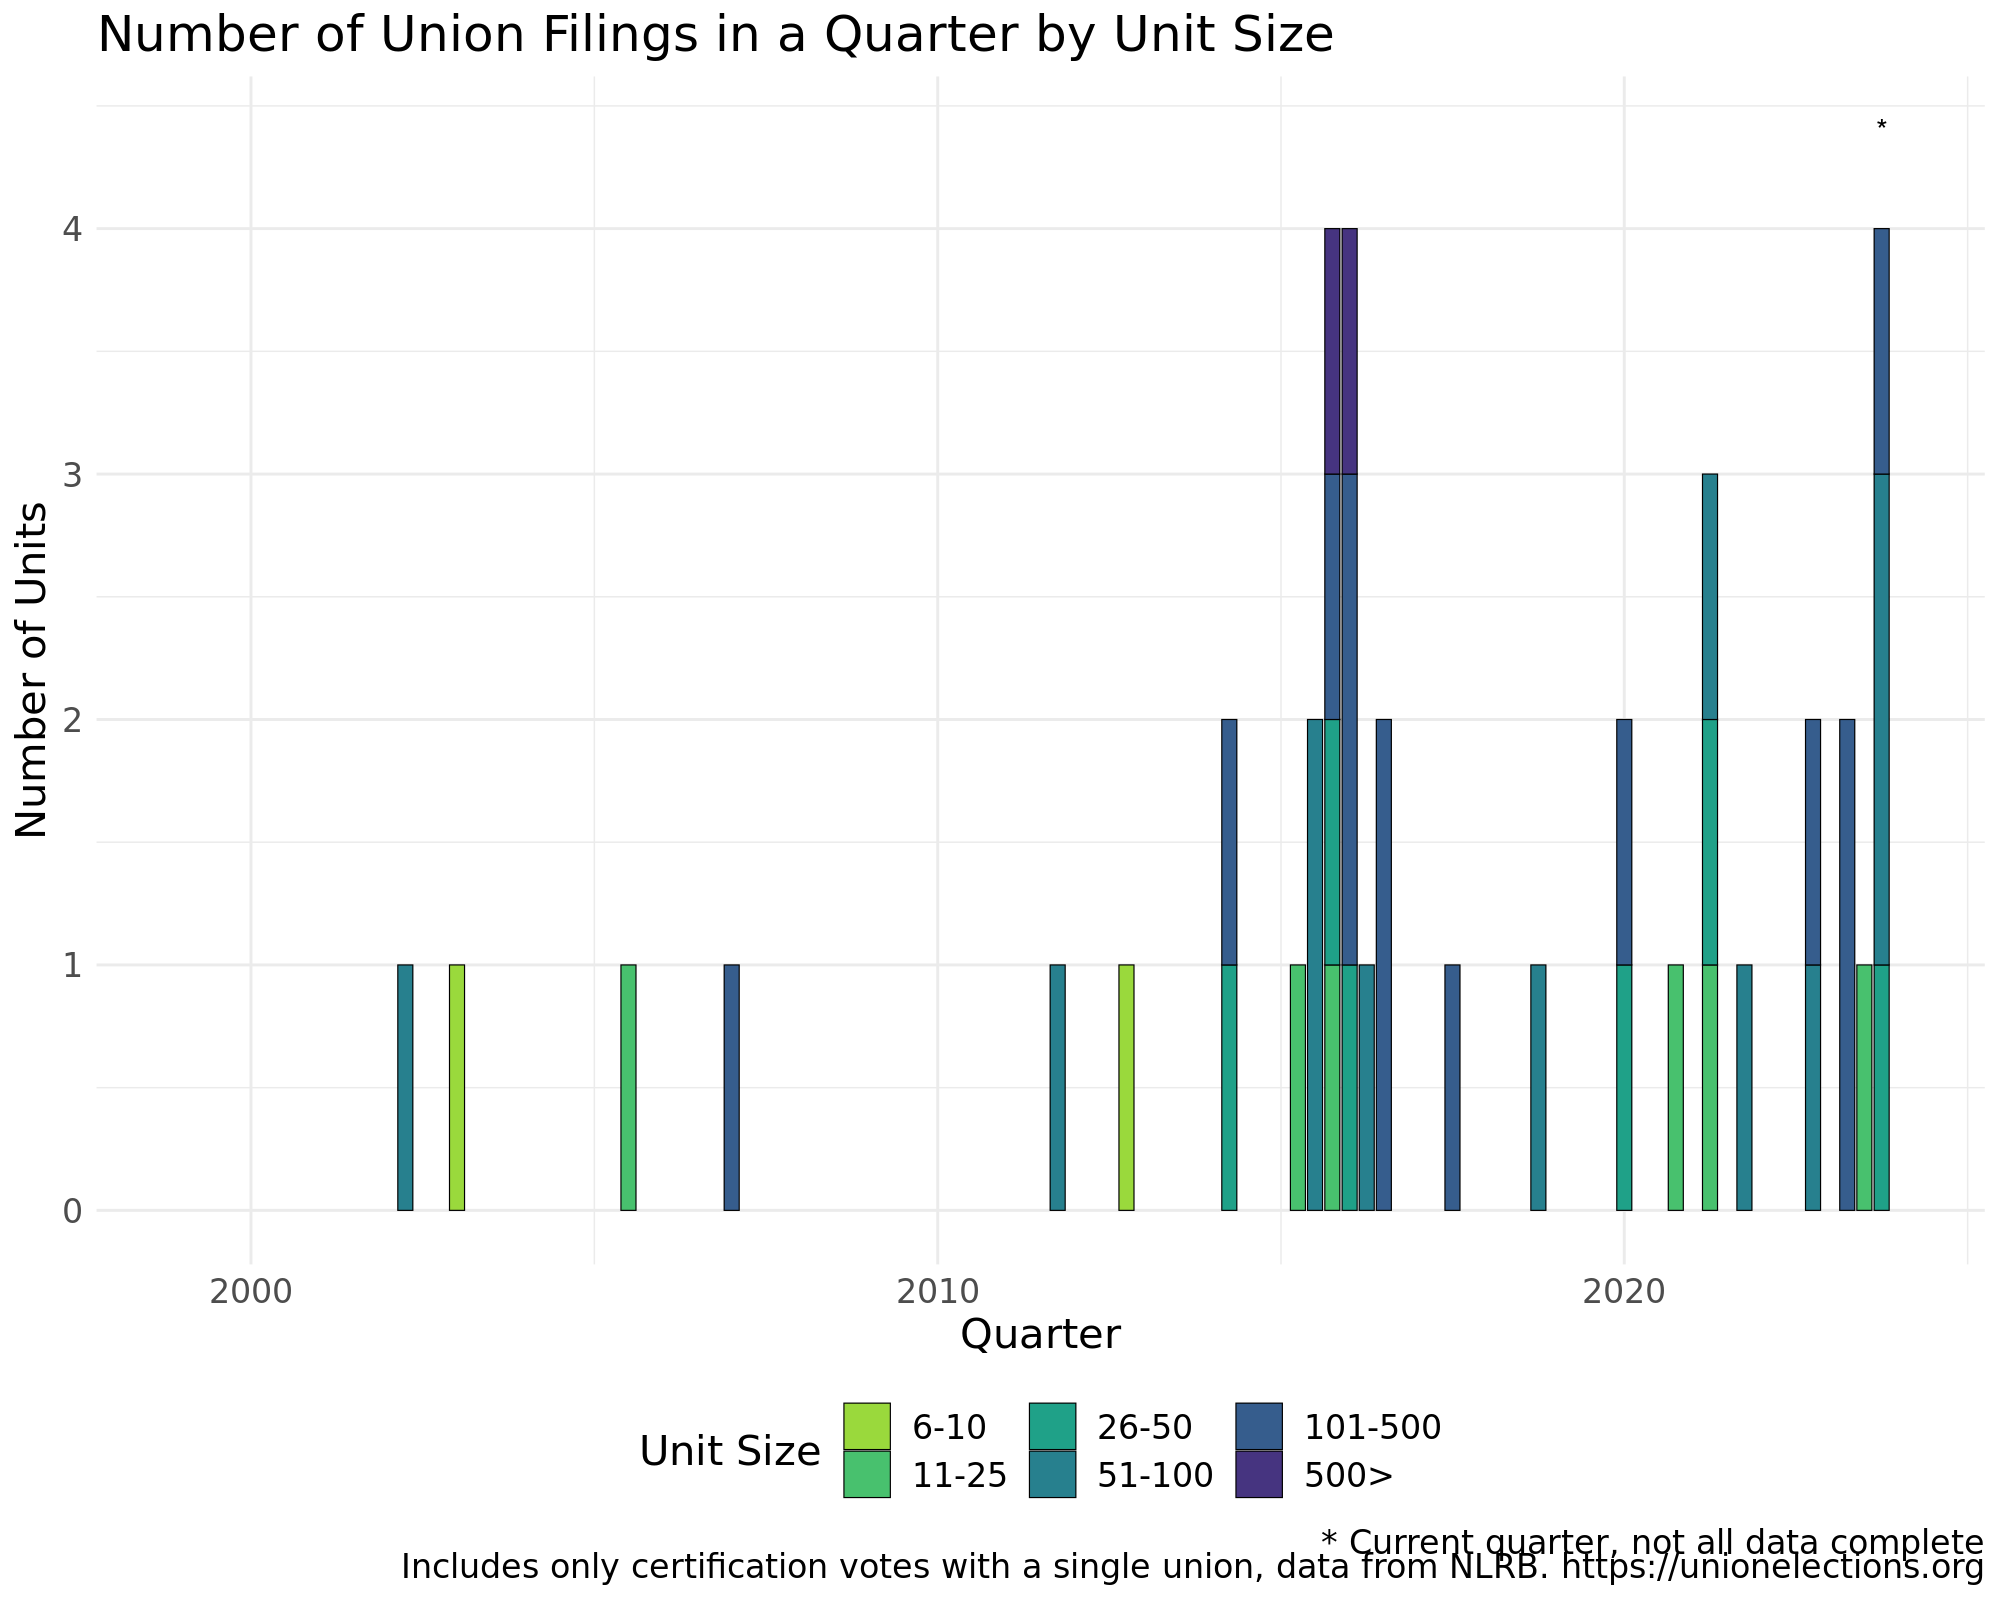 Number of Union Filings in a Quarter by Unit Size
*
4
3
2
1
0
Number of Units
2000 2010 2020
Quarter
Unit Size
6-10 26-50 101-500
11-25 51-100 500>
* Current quarter, not all data complete
Includes only certification votes with a single union, data from NLRB. https://unionelections.org